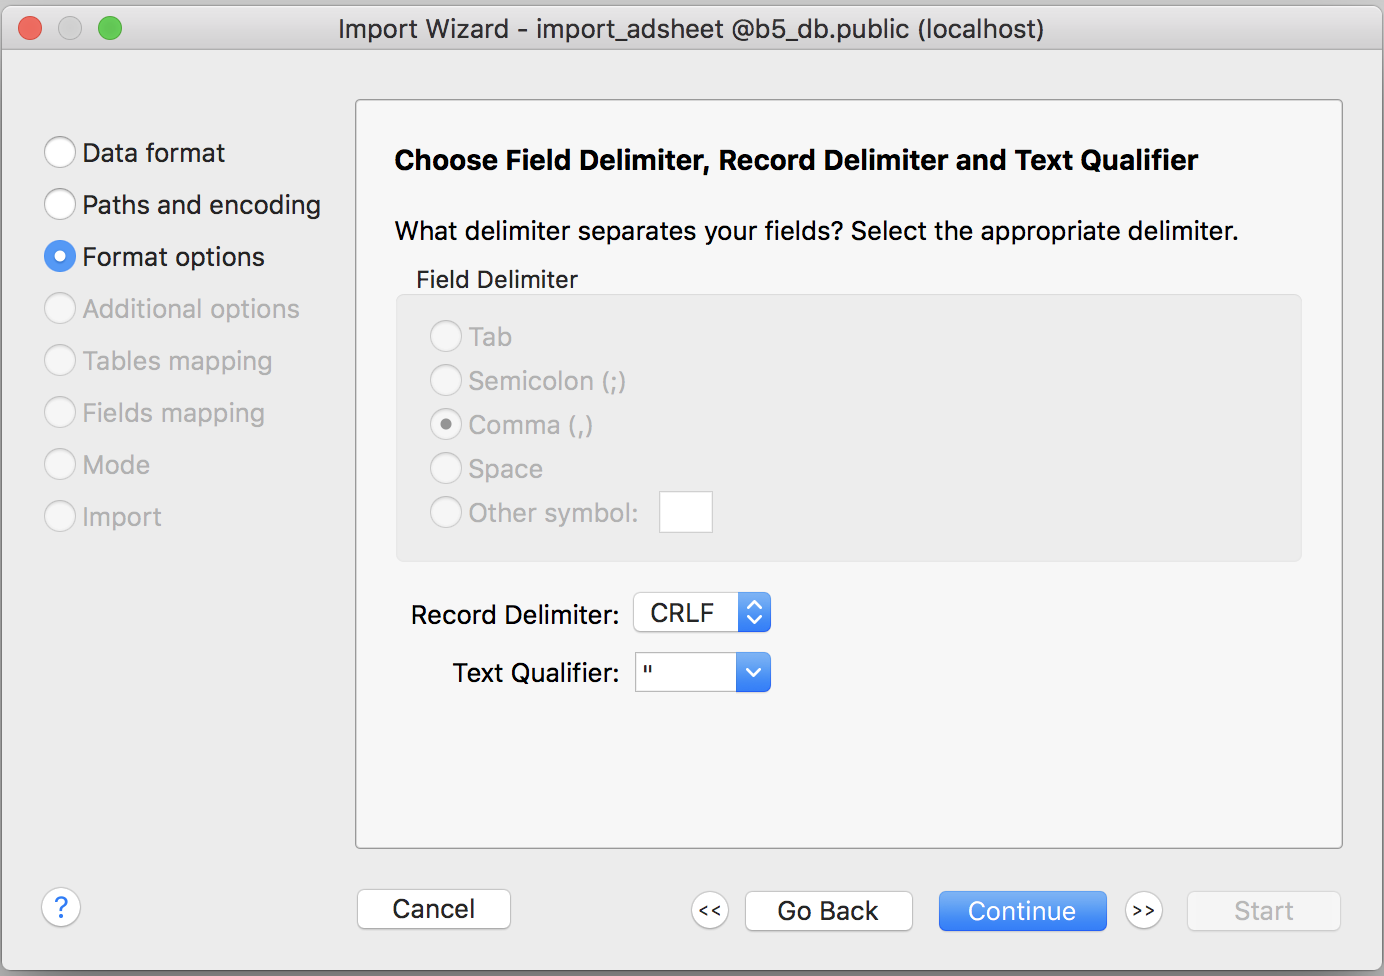 Import Wizard - import_adsheet @b5_db.public (localhost)
Data format
Paths and encoding
Format options
Additional options
Tables mapping
Fields mapping
Mode
Import
Choose Field Delimiter, Record Delimiter and Text Qualifier
What delimiter separates your fields? Select the appropriate delimiter.
Field Delimiter
Tab
Semicolon (;)
Comma (,)
Space
Other symbol:
Record Delimiter: CRLF
Text Qualifier: "
? Cancel << Go Back Continue >> Start